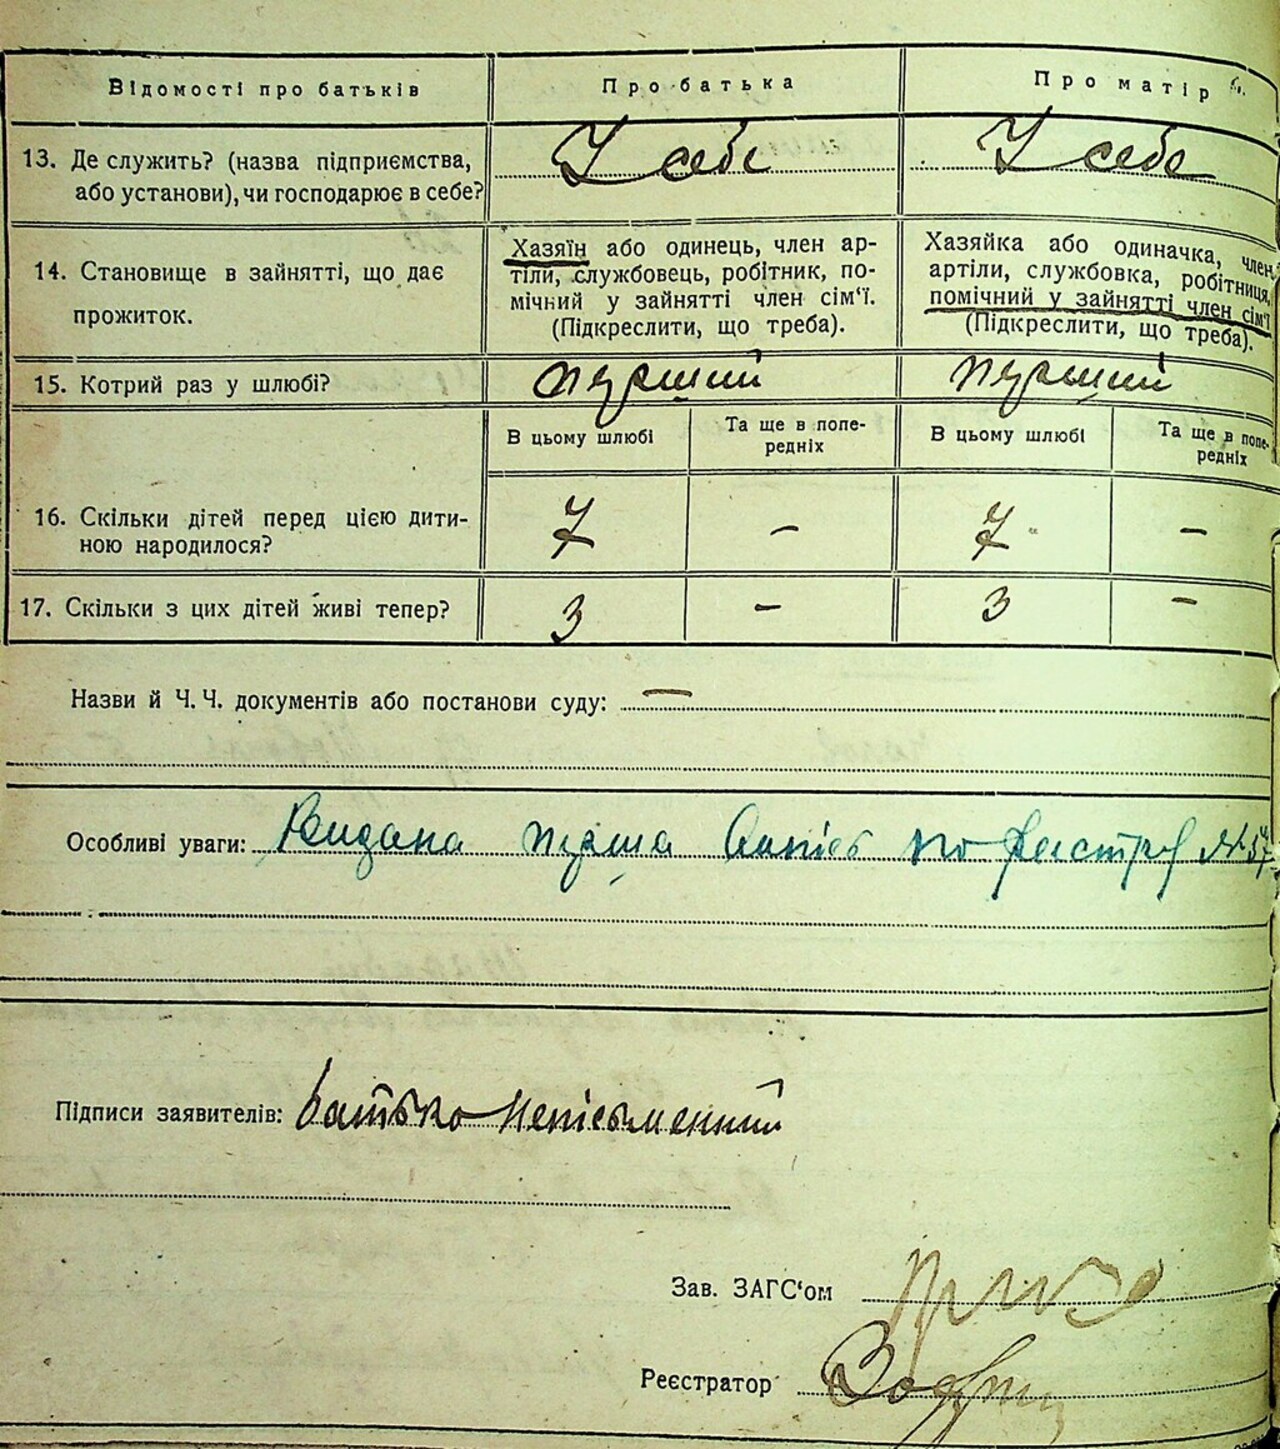 Відомості про батьків
Про батька
Про матір
13. Де служить? (назва підприємства,
або установи), чи господарює в себе?
У себе
У себе
14. Становище в зайнятті, що дає
прожиток.
Хазяїн або одинець, член ар-
тіли, службовець, робітник, по-
мічний у зайнятті член сім‘ї.
(Підкреслити, що треба).
Хазяйка або одиначка, член
артіли, службовка, робітниця,
помічний у зайнятті член сім‘ї
(Підкреслити, що треба).
15. Котрий раз у шлюбі?
перший
перший
В цьому шлюбі
Та ще в попе-
редніх
В цьому шлюбі
Та ще в попе-
редніх
16. Скільки дітей перед цією дити-
ною народилося?
7
-
7
-
17. Скільки з цих дітей живі тепер?
3
-
3
-
Назви й Ч. Ч. документів або постанови суду: —
Особливі уваги: Видана перша по №
Підписи заявителів: батько непісьменний
Зав. ЗАГС‘ом
Реєстратор